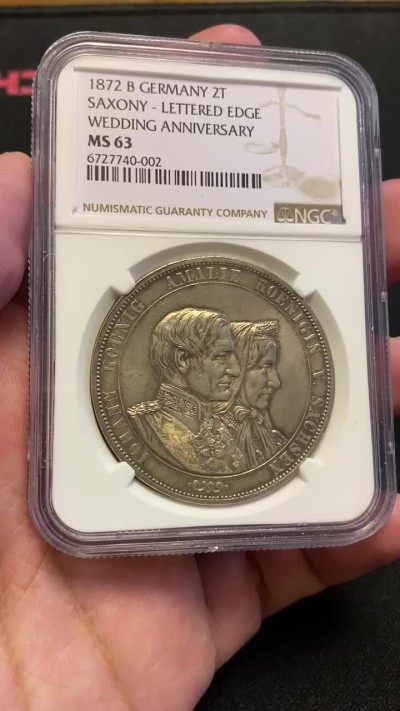 1872 B GERMANY 2T
SAXONY - LETTERED EDGE
WEDDING ANNIVERSARY
MS 63
6727740-002
NUMISMATIC GUARANTY COMPANY NGC®
JOHANN KOENIG AMALIE KOENIGIN V. SACHSEN